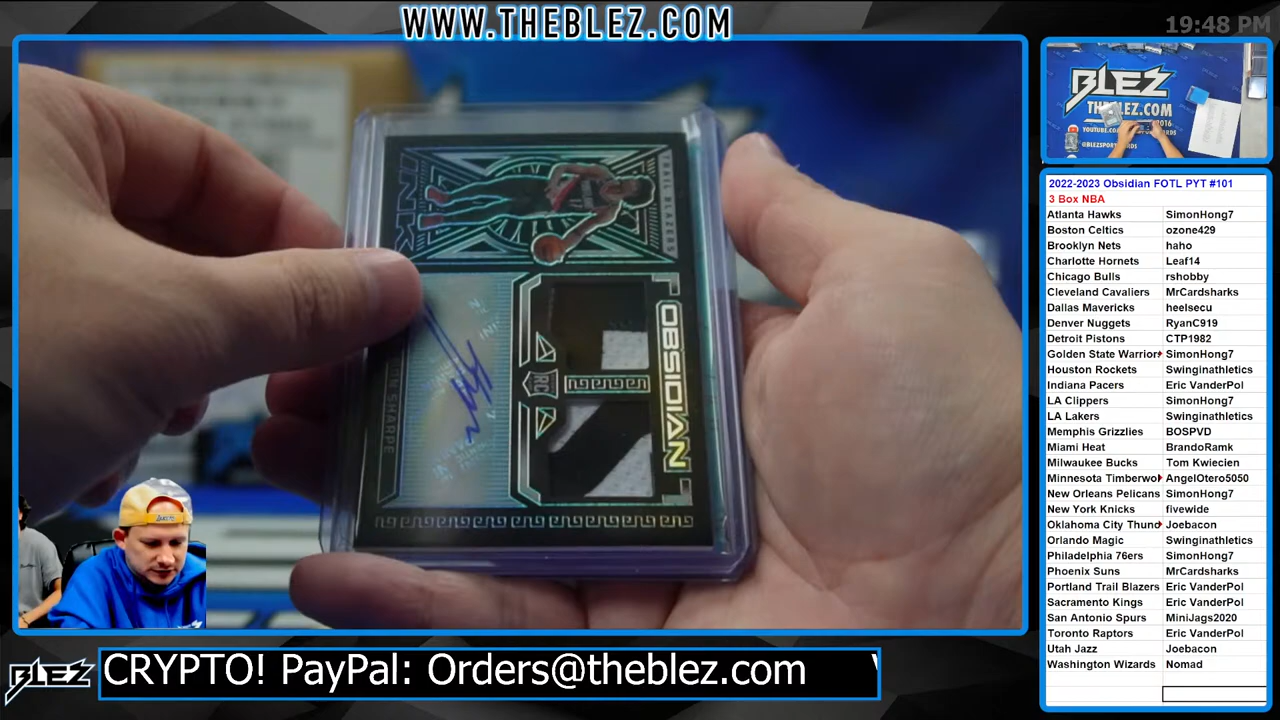 WWW.THEBLEZ.COM
19:48 PM
TRAIL BLAZERS
INK
OBSIDIAN
RC
ON SHARPE
BLEZ
THEBLEZ.COM
2022-2023 Obsidian FOTL PYT #101
3 Box NBA
Atlanta Hawks SimonHong7
Boston Celtics ozone429
Brooklyn Nets haho
Charlotte Hornets Leaf14
Chicago Bulls rshobby
Cleveland Cavaliers MrCardsharks
Dallas Mavericks heelsecu
Denver Nuggets RyanC919
Detroit Pistons CTP1982
Golden State Warrior SimonHong7
Houston Rockets Swinginathletics
Indiana Pacers Eric VanderPol
LA Clippers SimonHong7
LA Lakers Swinginathletics
Memphis Grizzlies BOSPVD
Miami Heat BrandoRamk
Milwaukee Bucks Tom Kwiecien
Minnesota Timberwo AngelOtero5050
New Orleans Pelicans SimonHong7
New York Knicks fivewide
Oklahoma City Thund Joebacon
Orlando Magic Swinginathletics
Philadelphia 76ers SimonHong7
Phoenix Suns MrCardsharks
Portland Trail Blazers Eric VanderPol
Sacramento Kings Eric VanderPol
San Antonio Spurs MiniJags2020
Toronto Raptors Eric VanderPol
Utah Jazz Joebacon
Washington Wizards Nomad
BLEZ
CRYPTO! PayPal: Orders@theblez.com